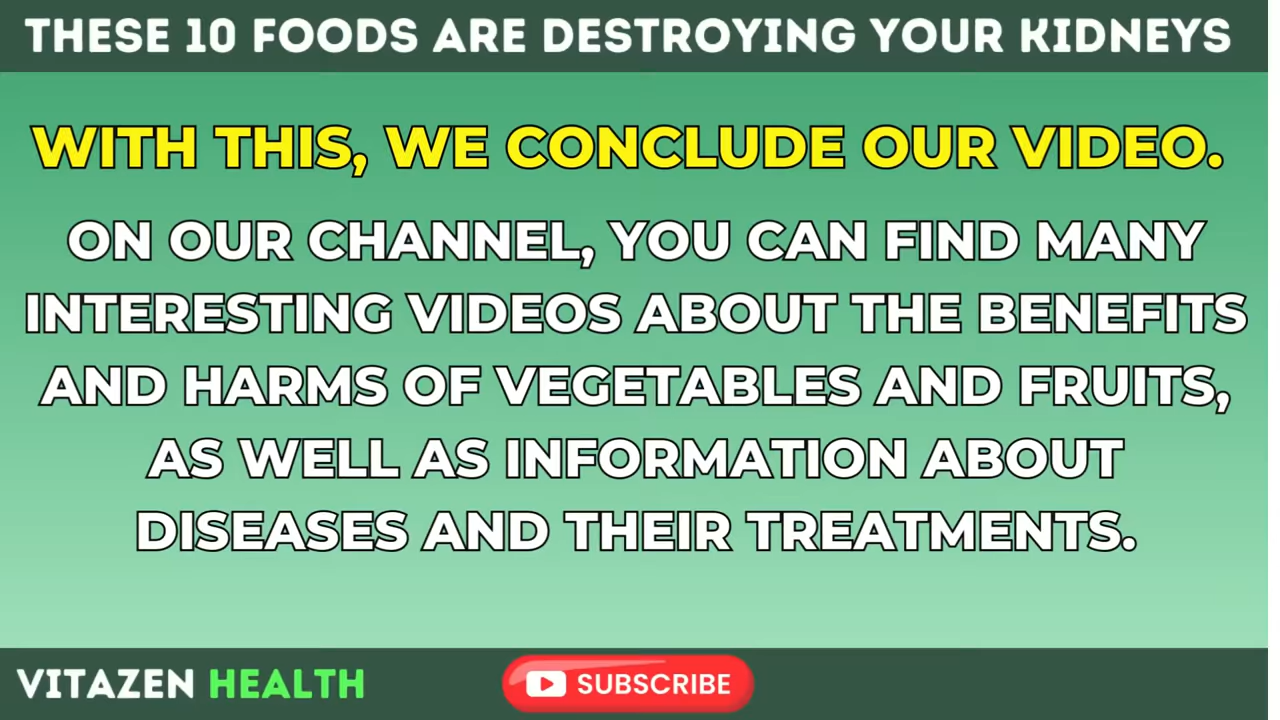 THESE 10 FOODS ARE DESTROYING YOUR KIDNEYS
WITH THIS, WE CONCLUDE OUR VIDEO.
ON OUR CHANNEL, YOU CAN FIND MANY
INTERESTING VIDEOS ABOUT THE BENEFITS
AND HARMS OF VEGETABLES AND FRUITS,
AS WELL AS INFORMATION ABOUT
DISEASES AND THEIR TREATMENTS.
VITAZEN HEALTH
SUBSCRIBE